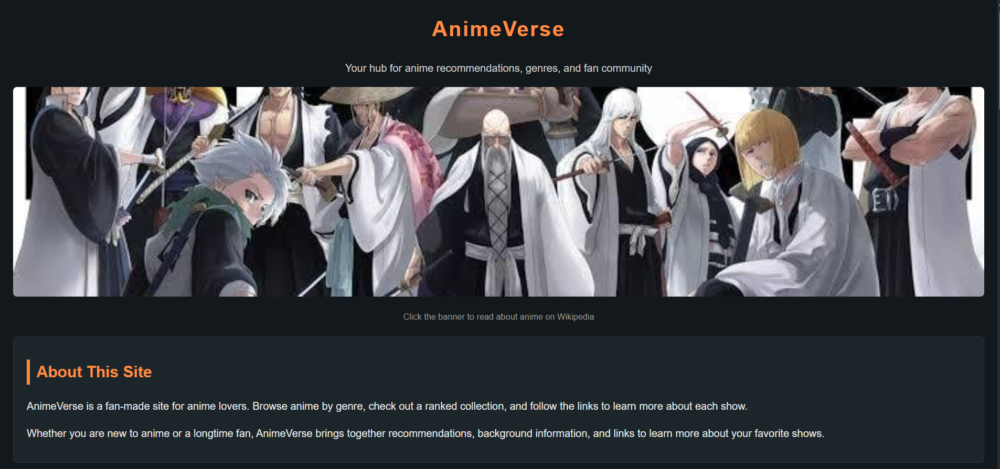 AnimeVerse
Your hub for anime recommendations, genres, and fan community
Click the banner to read about anime on Wikipedia
About This Site
AnimeVerse is a fan-made site for anime lovers. Browse anime by genre, check out a ranked collection, and follow the links to learn more about each show.
Whether you are new to anime or a longtime fan, AnimeVerse brings together recommendations, background information, and links to learn more about your favorite shows.